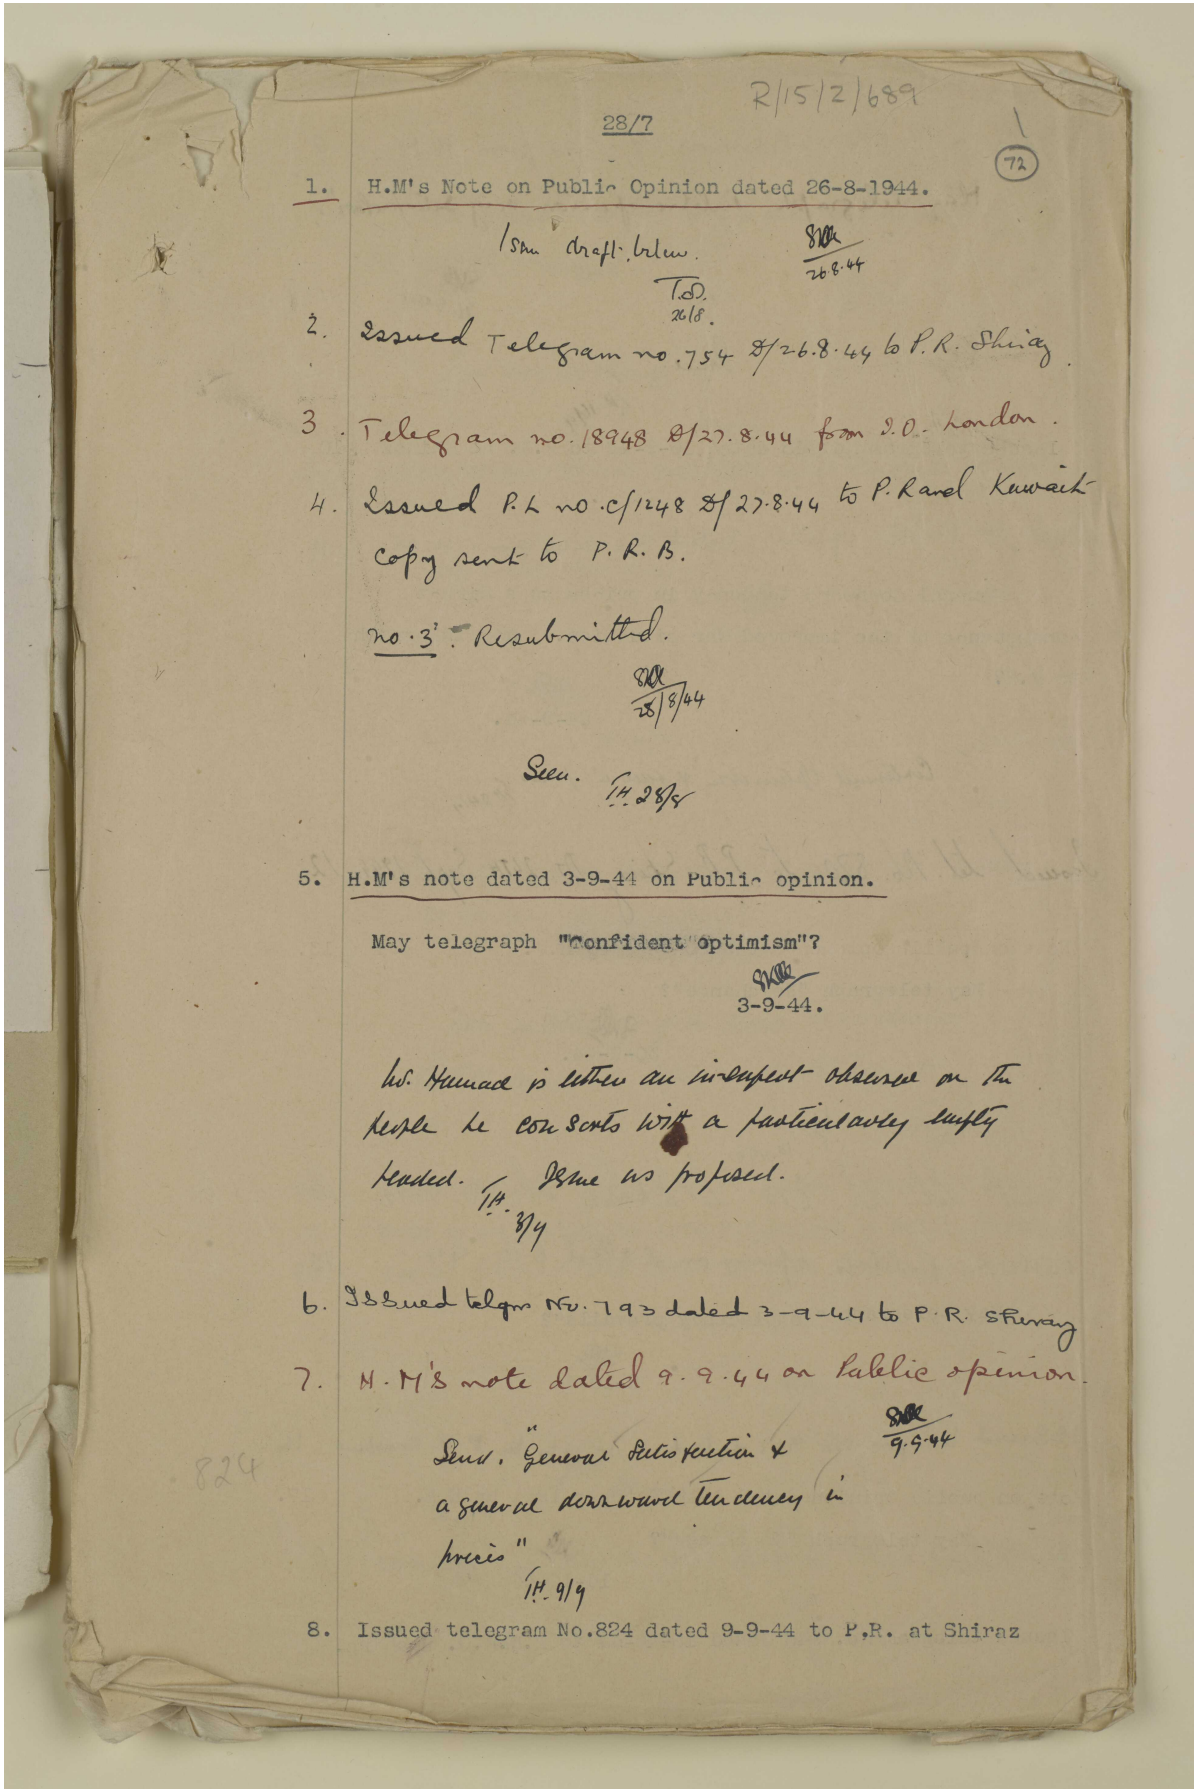 R/15/2/689
28/7
72
1. H.M's Note on Public Opinion dated 26-8-1944.
draft below.
26.8.44
26/8.
2. Issued Telegram no. 754 D/26.8.44 to P.R. Shiraz
3. Telegram no. 18948 D/27.8.44 from I.O. London.
4. Issued P.L no. C/1248 D/27.8.44 to P.R and Kuwait
Copy sent to P.R.B.
no. 3. Resubmitted.
28/8/44
Seen.
T.H. 28/8
5. H.M's note dated 3-9-44 on Public opinion.
May telegraph "Confident optimism"?
3-9-44.
is either an observer or the
people he consorts with a particularly empty
headed. Issue as proposed.
T.H.
3/9
6. Issued telgm No. 793 dated 3-9-44 to P.R. Shiraz
7. H.M's note dated 9.9.44 on Public opinion.
9.9.44
Send. "General Satisfaction &
a general downward tendency in
prices"
T.H. 9/9
824
8. Issued telegram No.824 dated 9-9-44 to P.R. at Shiraz